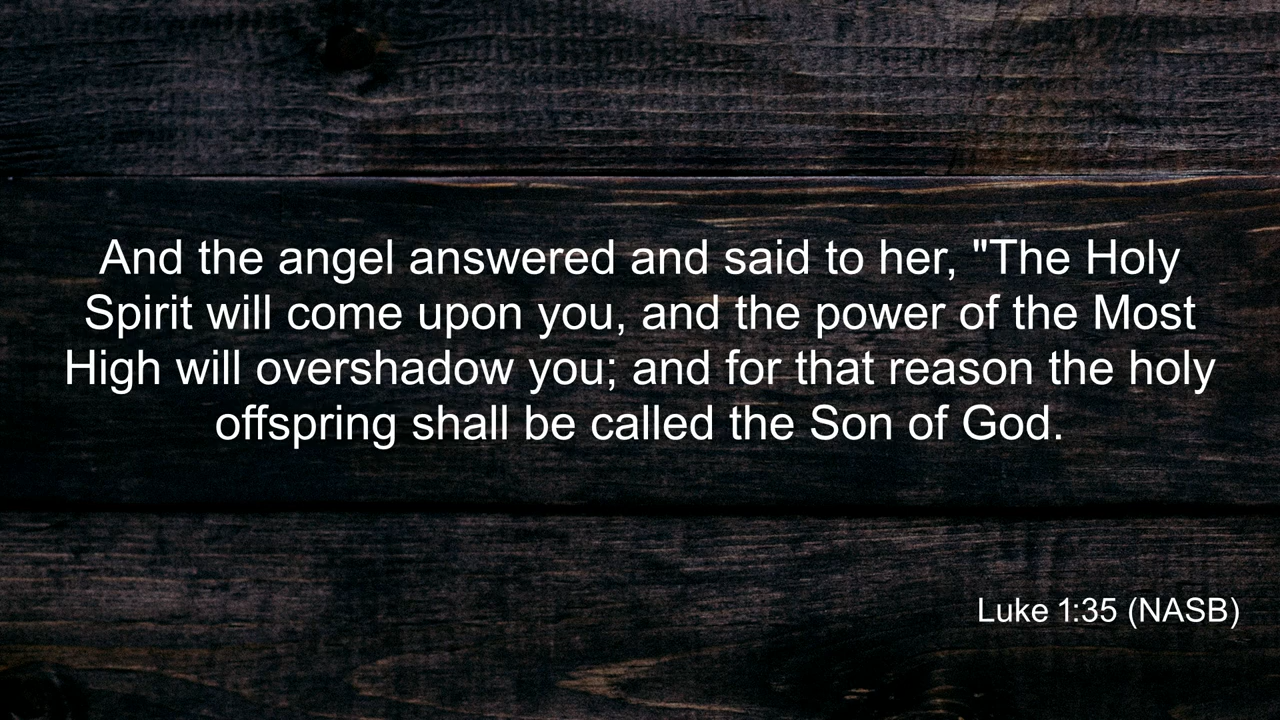 And the angel answered and said to her, "The Holy
Spirit will come upon you, and the power of the Most
High will overshadow you; and for that reason the holy
offspring shall be called the Son of God.
Luke 1:35 (NASB)